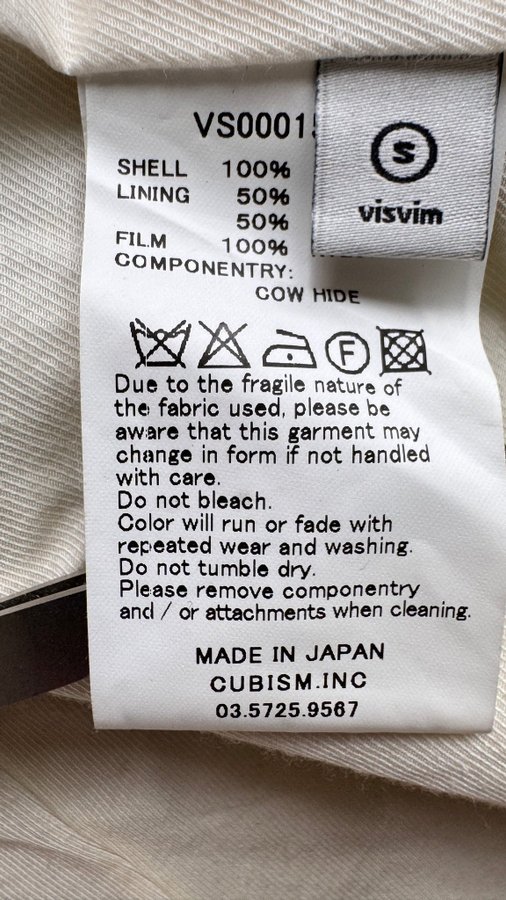 VS0001
S
visvim
SHELL 100%
LINING 50%
50%
FILM 100%
COMPONENTRY:
COW HIDE
F
Due to the fragile nature of
the fabric used, please be
aware that this garment may
change in form if not handled
with care.
Do not bleach.
Color will run or fade with
repeated wear and washing.
Do not tumble dry.
Please remove componentry
and / or attachments when cleaning.
MADE IN JAPAN
CUBISM.INC
03.5725.9567